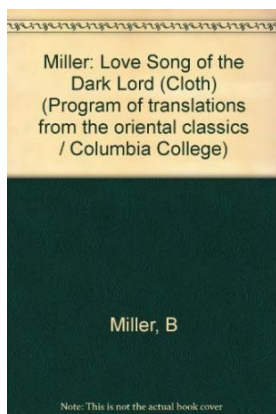 Miller: Love Song of the
Dark Lord (Cloth)
(Program of translations
from the oriental classics
/ Columbia College)
Miller, B
Note: This is not the actual book cover